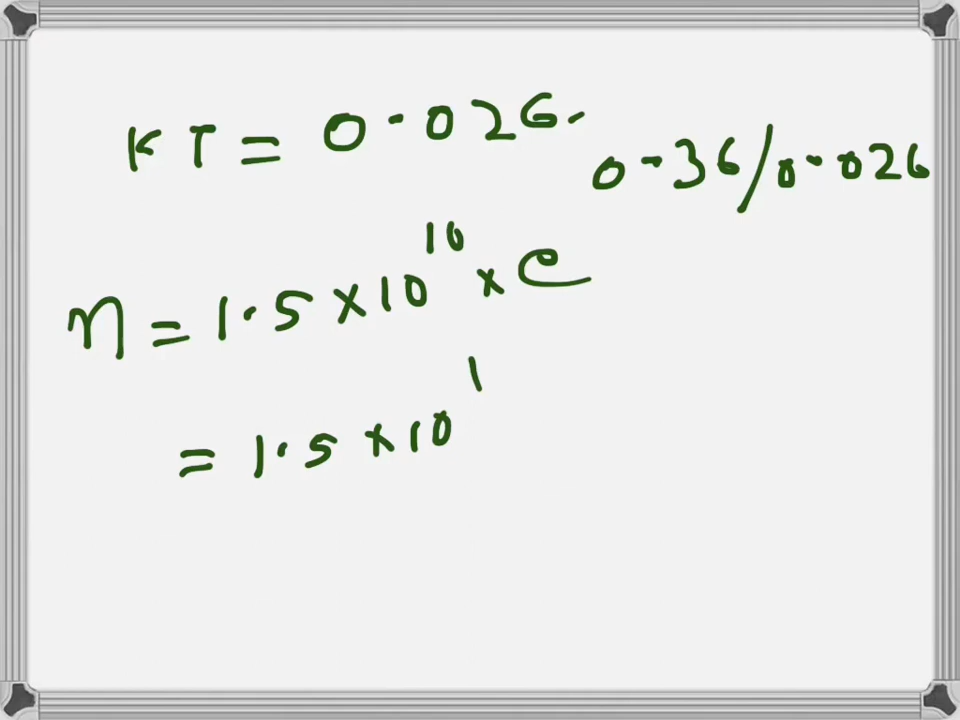 KT = 0.026.
0.36/0.026
n = 1.5 × 10^10 × e
= 1.5 × 10^1